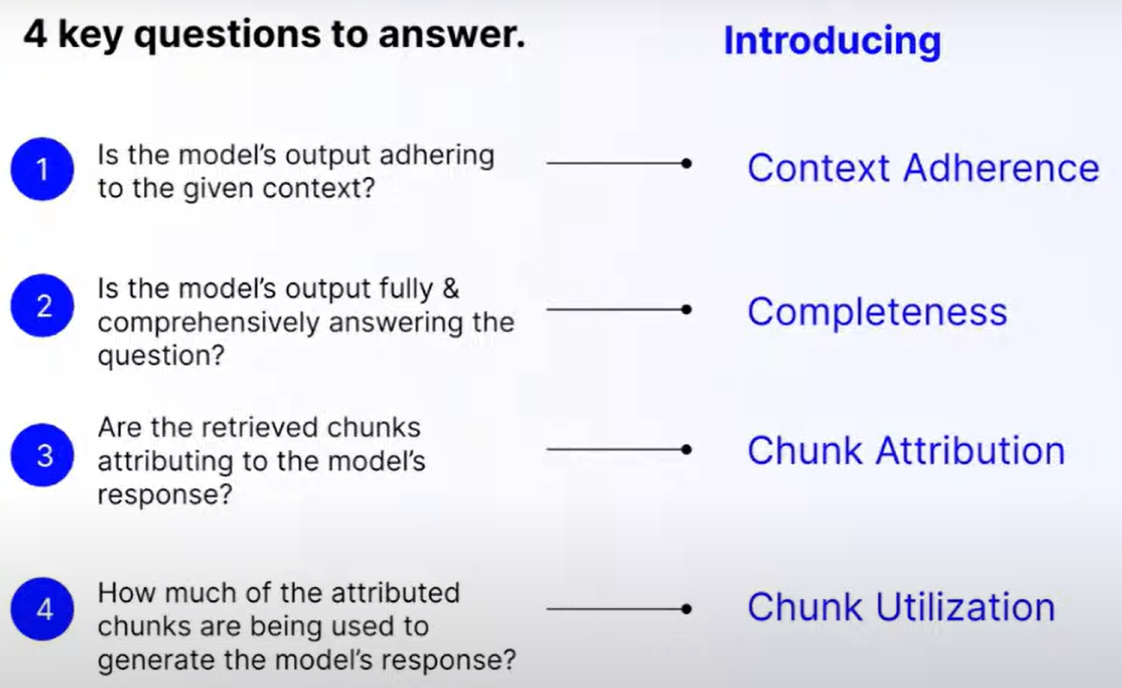 4 key questions to answer.
Introducing
1
Is the model's output adhering
to the given context?
Context Adherence
2
Is the model's output fully &
comprehensively answering the
question?
Completeness
3
Are the retrieved chunks
attributing to the model's
response?
Chunk Attribution
4
How much of the attributed
chunks are being used to
generate the model's response?
Chunk Utilization